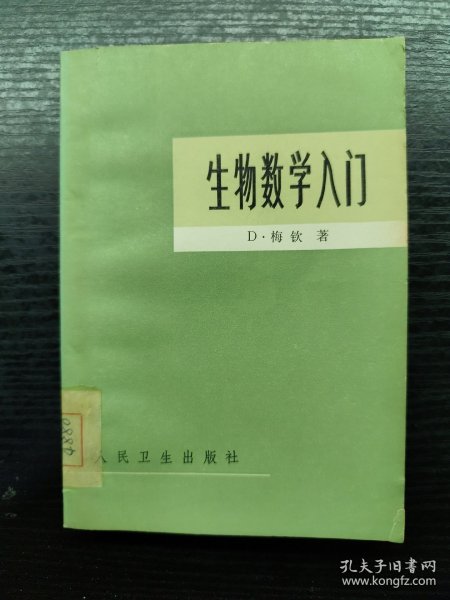 生物数学入门
D·梅钦 著
4880
人民卫生出版社
孔夫子旧书网
www.kongfz.com